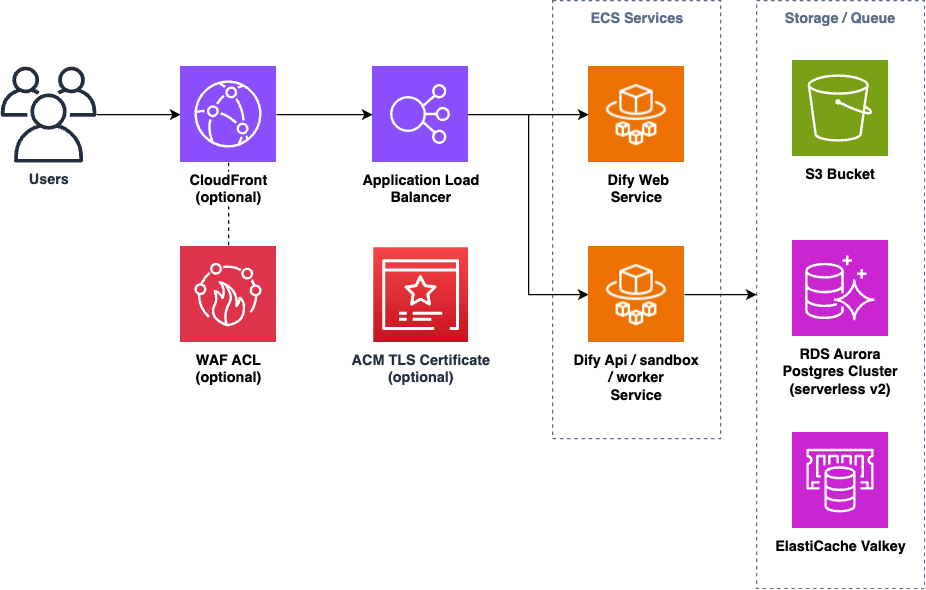 ECS Services
Storage / Queue
Users
CloudFront
(optional)
Application Load
Balancer
Dify Web
Service
S3 Bucket
WAF ACL
(optional)
ACM TLS Certificate
(optional)
Dify Api / sandbox
/ worker
Service
RDS Aurora
Postgres Cluster
(serverless v2)
ElastiCache Valkey